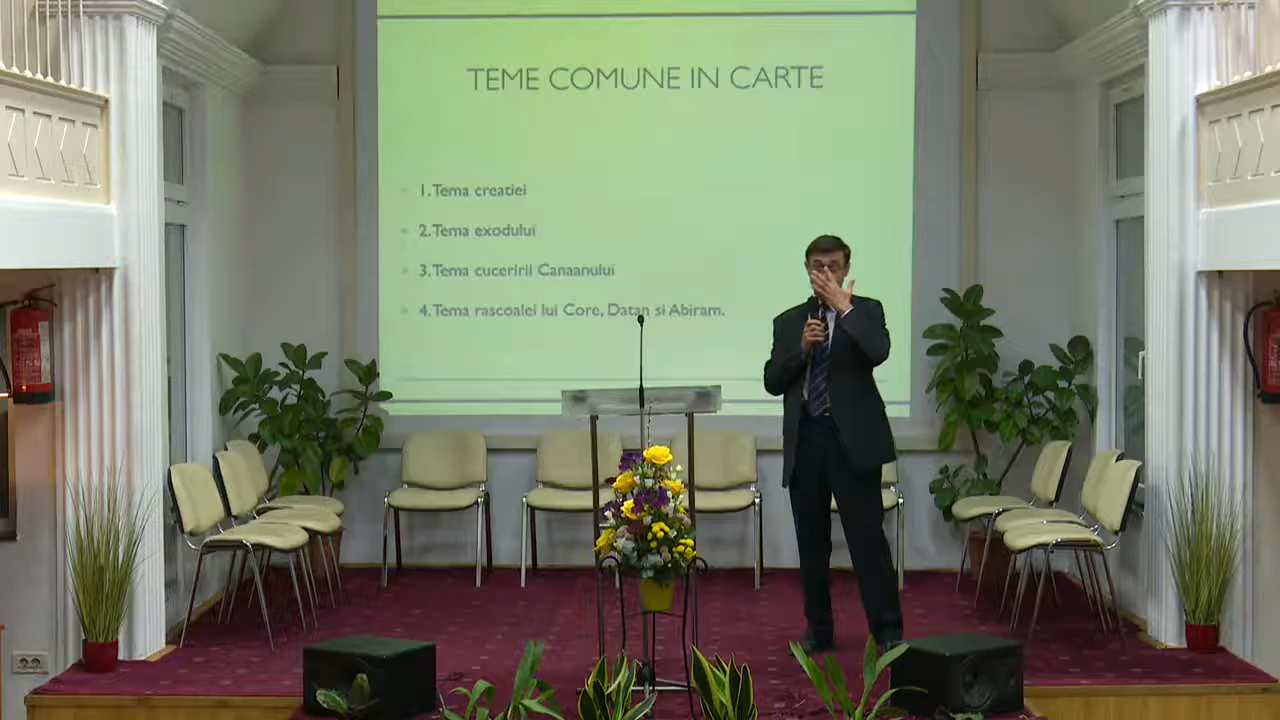 TEME COMUNE IN CARTE
1. Tema creatiei
2. Tema exodului
3. Tema cuceririi Canaanului
4. Tema rascoalei lui Core, Datan si Abiram.